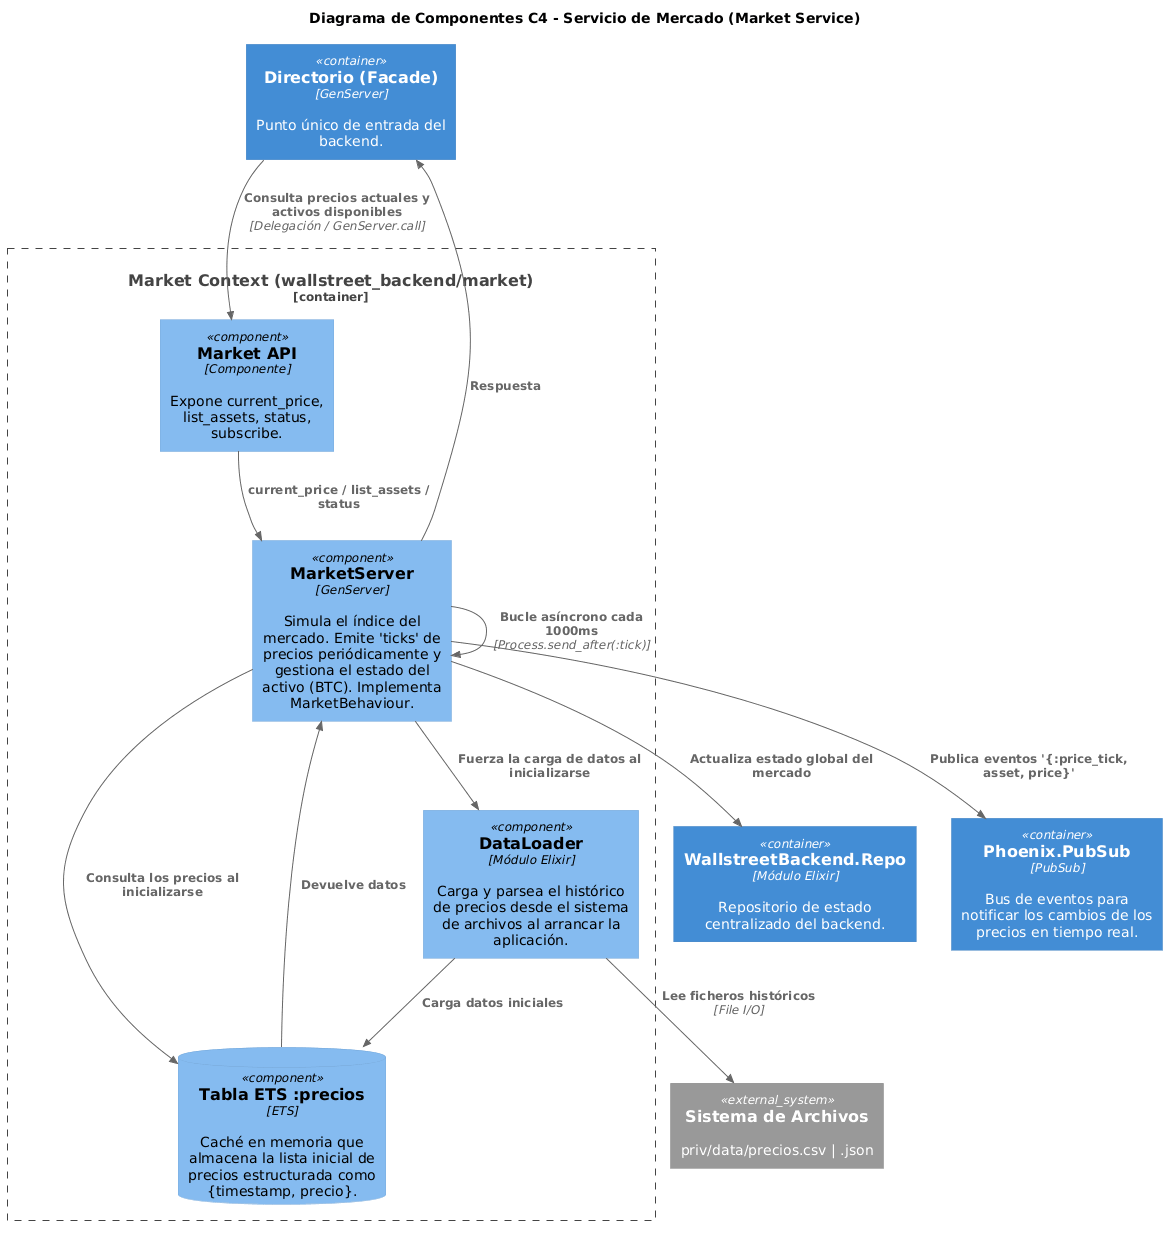 Diagrama de Componentes C4 - Servicio de Mercado (Market Service)
«container»
Directorio (Facade)
[GenServer]
Punto único de entrada del
backend.
Consulta precios actuales y
activos disponibles
[Delegación / GenServer.call]
Market Context (wallstreet_backend/market)
[container]
«component»
Market API
[Componente]
Expone current_price,
list_assets, status,
subscribe.
Respuesta
current_price / list_assets /
status
«component»
MarketServer
[GenServer]
Simula el índice del
mercado. Emite 'ticks' de
precios periódicamente y
gestiona el estado del
activo (BTC). Implementa
MarketBehaviour.
Bucle asíncrono cada
1000ms
[Process.send_after(:tick)]
Fuerza la carga de datos al
inicializarse
Actualiza estado global del
mercado
Publica eventos '{:price_tick,
asset, price}'
Consulta los precios al
inicializarse
Devuelve datos
«component»
DataLoader
[Módulo Elixir]
Carga y parsea el histórico
de precios desde el sistema
de archivos al arrancar la
aplicación.
«container»
WallstreetBackend.Repo
[Módulo Elixir]
Repositorio de estado
centralizado del backend.
«container»
Phoenix.PubSub
[PubSub]
Bus de eventos para
notificar los cambios de los
precios en tiempo real.
Carga datos iniciales
Lee ficheros históricos
[File I/O]
«component»
Tabla ETS :precios
[ETS]
Caché en memoria que
almacena la lista inicial de
precios estructurada como
{timestamp, precio}.
«external_system»
Sistema de Archivos
priv/data/precios.csv | .json